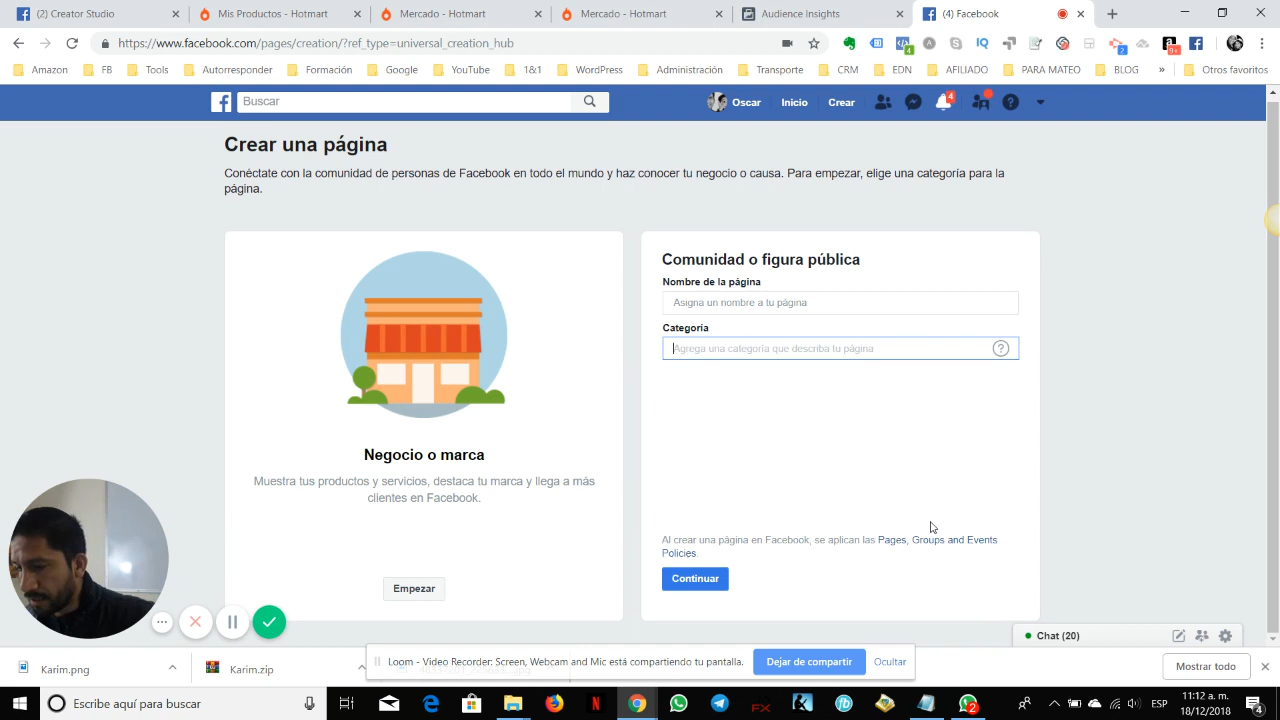 (2) Creator Studio
Mis Productos - Hotmart
Mercado - Hotmart
Mercado - Hotmart
Audience Insights
(4) Facebook
https://www.facebook.com/pages/creation/?ref_type=universal_creation_hub
Amazon FB Tools Autorresponder Formación Google YouTube 1&1 WordPress Administración Transporte CRM EDN AFILIADO PARA MATEO BLOG » Otros favoritos
Buscar
Oscar Inicio Crear
4
Crear una página
Conéctate con la comunidad de personas de Facebook en todo el mundo y haz conocer tu negocio o causa. Para empezar, elige una categoría para la
página.
Negocio o marca
Muestra tus productos y servicios, destaca tu marca y llega a más
clientes en Facebook.
Empezar
Comunidad o figura pública
Nombre de la página
Asigna un nombre a tu página
Categoría
Agrega una categoría que describa tu página
Al crear una página en Facebook, se aplican las Pages, Groups and Events
Policies.
Continuar
Chat (20)
Karim.png
Karim.zip
Loom - Video Recorder: Screen, Webcam and Mic está compartiendo tu pantalla.
Dejar de compartir
Ocultar
Mostrar todo
Escribe aquí para buscar
ESP
11:12 a. m.
18/12/2018